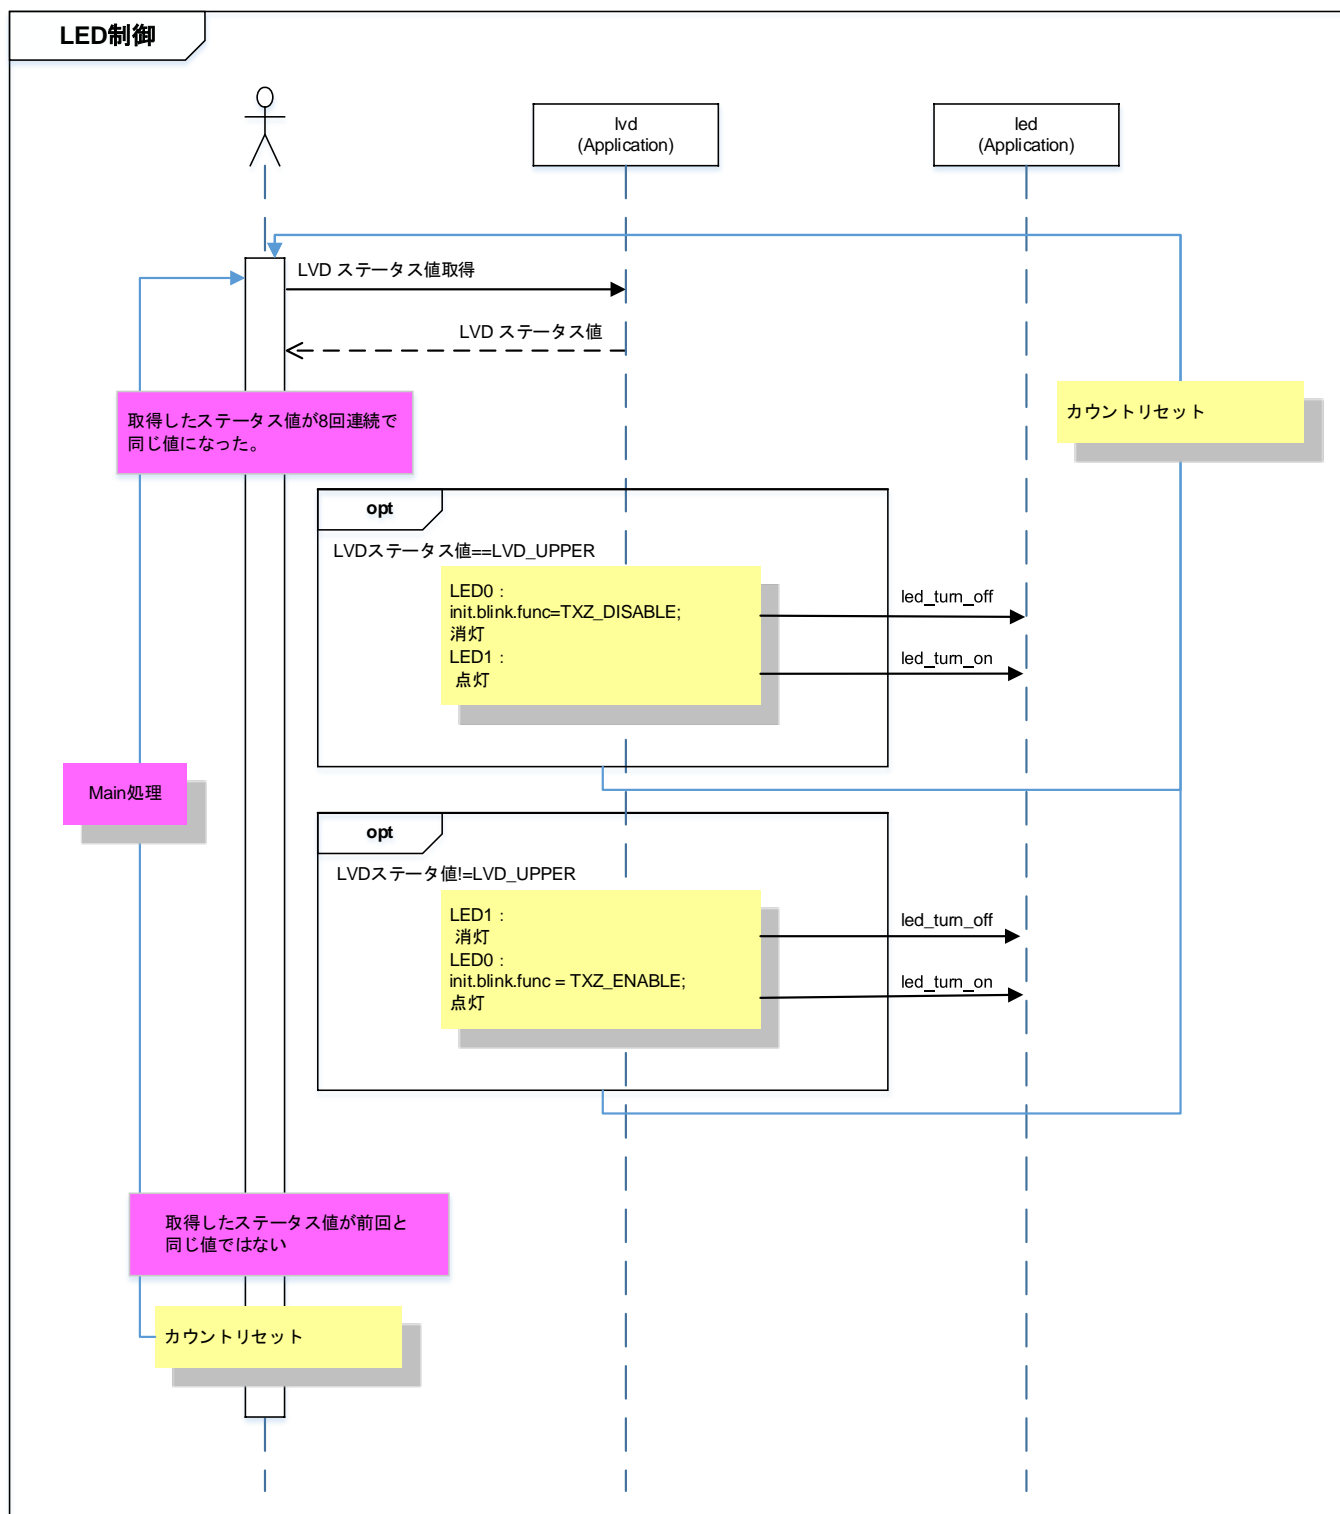 LED制御
lvd
(Application)
led
(Application)
LVD ステータス値取得
LVD ステータス値
取得したステータス値が8回連続で
同じ値になった。
カウントリセット
opt
LVDステータス値==LVD_UPPER
LED0：
init.blink.func=TXZ_DISABLE;
消灯
LED1：
点灯
led_turn_off
led_turn_on
Main処理
opt
LVDステータ値!=LVD_UPPER
LED1：
消灯
LED0：
init.blink.func = TXZ_ENABLE;
点灯
led_turn_off
led_turn_on
取得したステータス値が前回と
同じ値ではない
カウントリセット